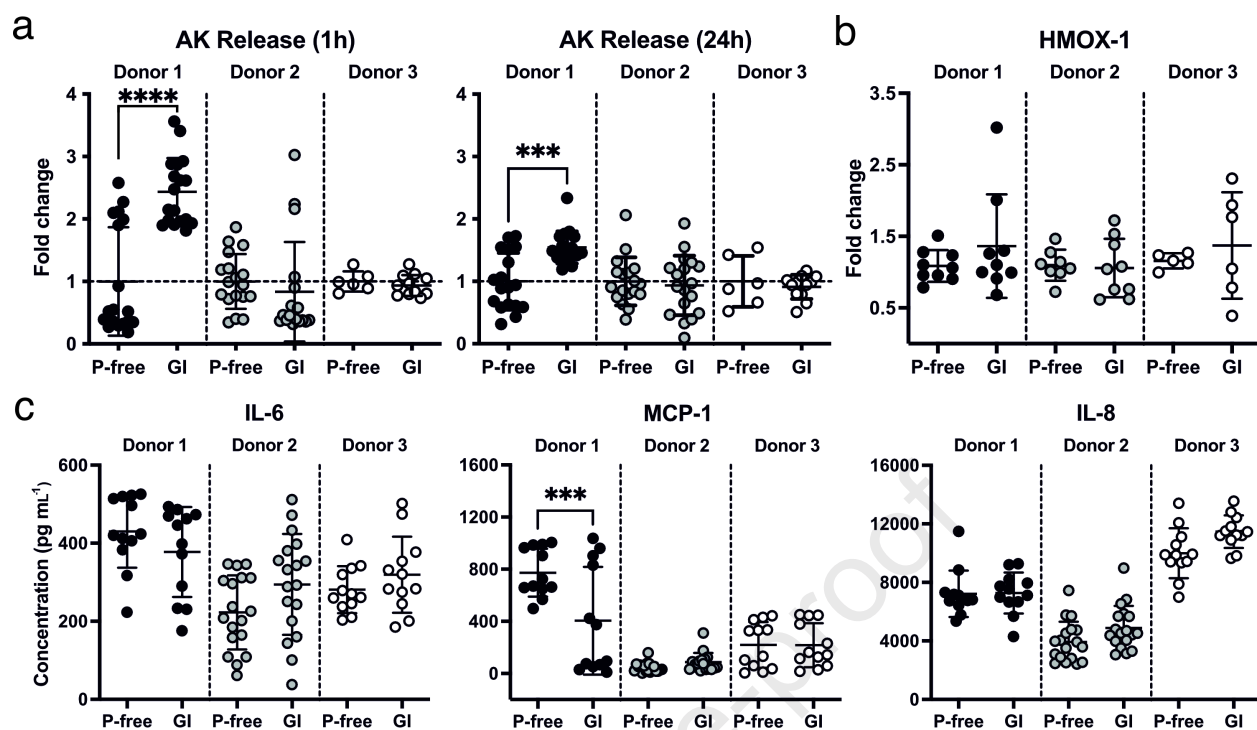 a
AK Release (1h)
Donor 1 Donor 2 Donor 3
****
Fold change
4
3
2
1
0
P-free GI P-free GI P-free GI
AK Release (24h)
Donor 1 Donor 2 Donor 3
***
4
3
2
1
0
P-free GI P-free GI P-free GI
b
HMOX-1
Donor 1 Donor 2 Donor 3
Fold change
3.5
2.5
1.5
0.5
P-free GI P-free GI P-free GI
c
IL-6
Donor 1 Donor 2 Donor 3
Concentration (pg mL⁻¹)
600
400
200
0
P-free GI P-free GI P-free GI
MCP-1
Donor 1 Donor 2 Donor 3
***
1600
1200
800
400
0
P-free GI P-free GI P-free GI
IL-8
Donor 1 Donor 2 Donor 3
16000
12000
8000
4000
0
P-free GI P-free GI P-free GI
e-proof